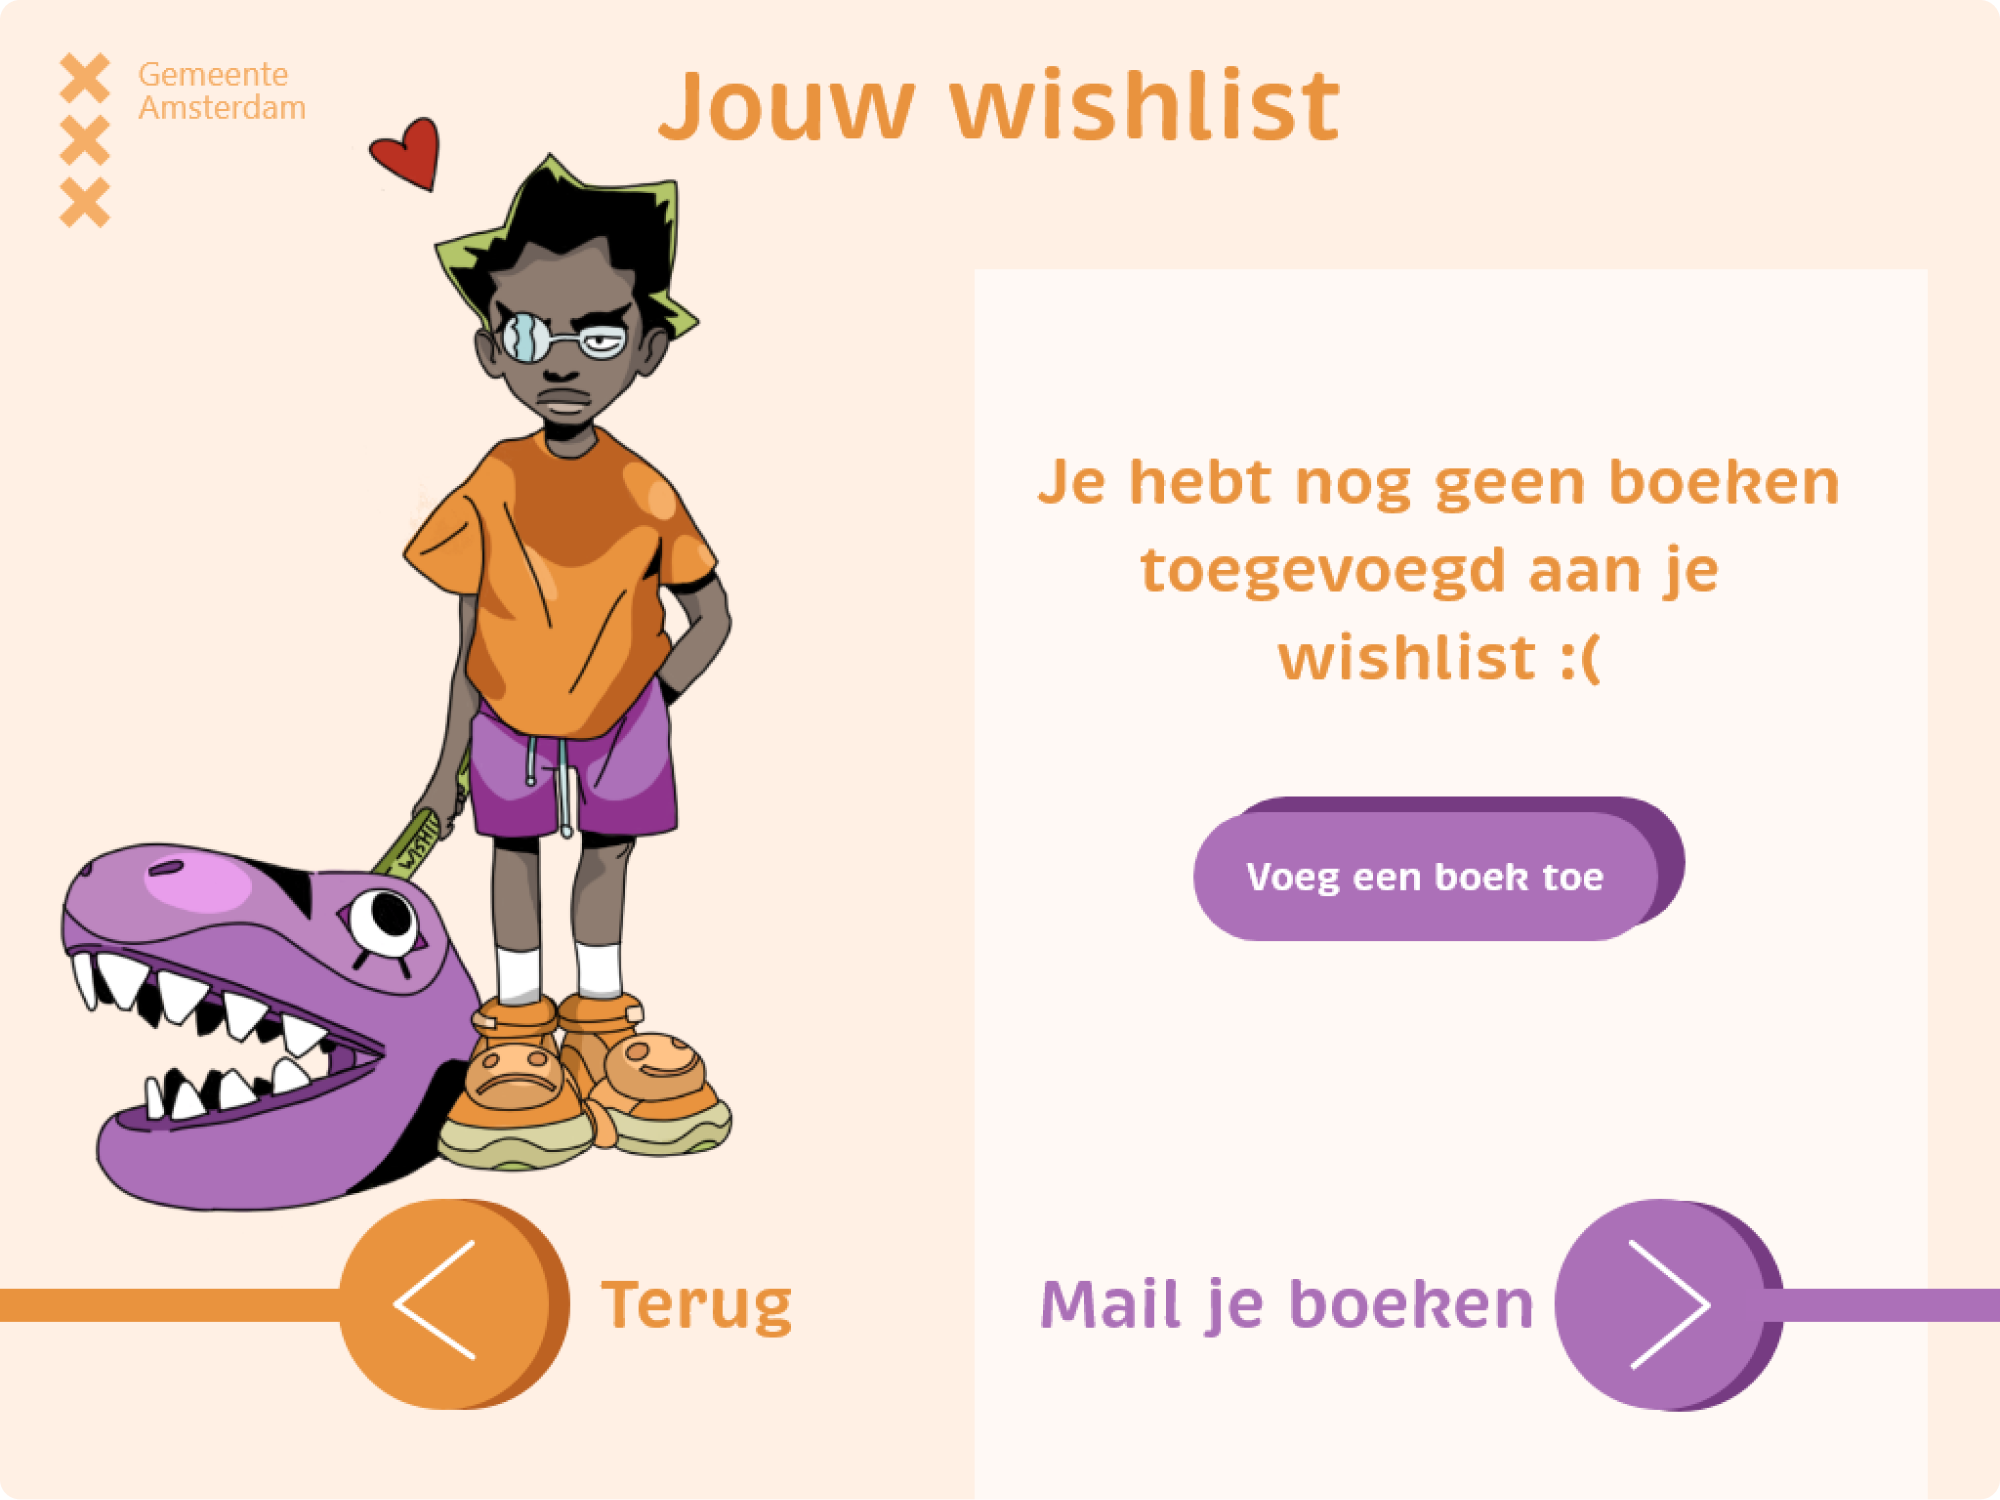 Gemeente
Amsterdam
Jouw wishlist
Je hebt nog geen boeken
toegevoegd aan je
wishlist :(
Voeg een boek toe
Terug
Mail je boeken